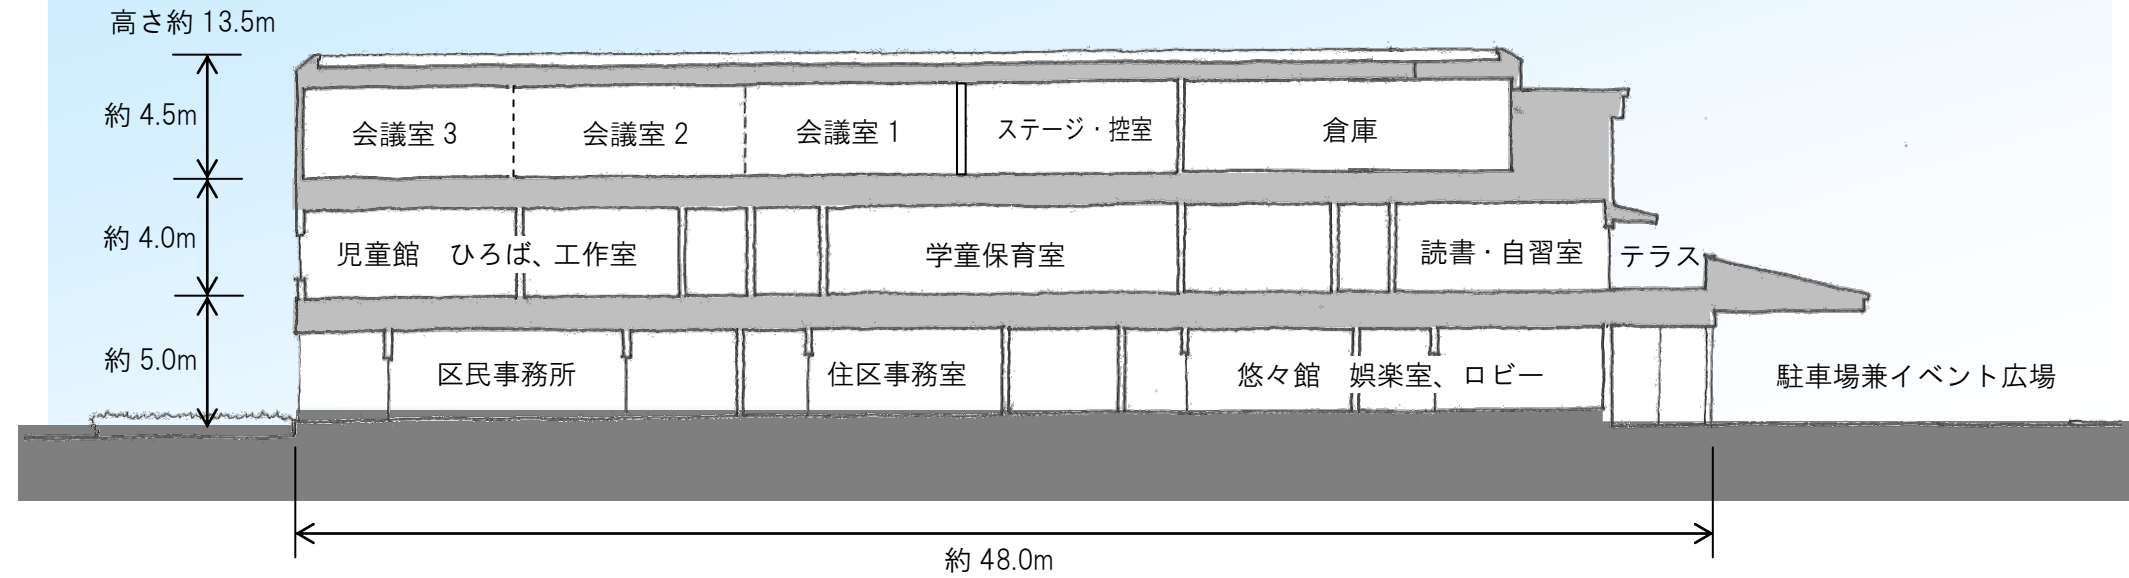 高さ約 13.5m
約 4.5m
会議室 3
会議室 2
会議室 1
ステージ・控室
倉庫
約 4.0m
児童館　ひろば、工作室
学童保育室
読書・自習室
テラス
約 5.0m
区民事務所
住区事務室
悠々館　娯楽室、ロビー
駐車場兼イベント広場
約 48.0m